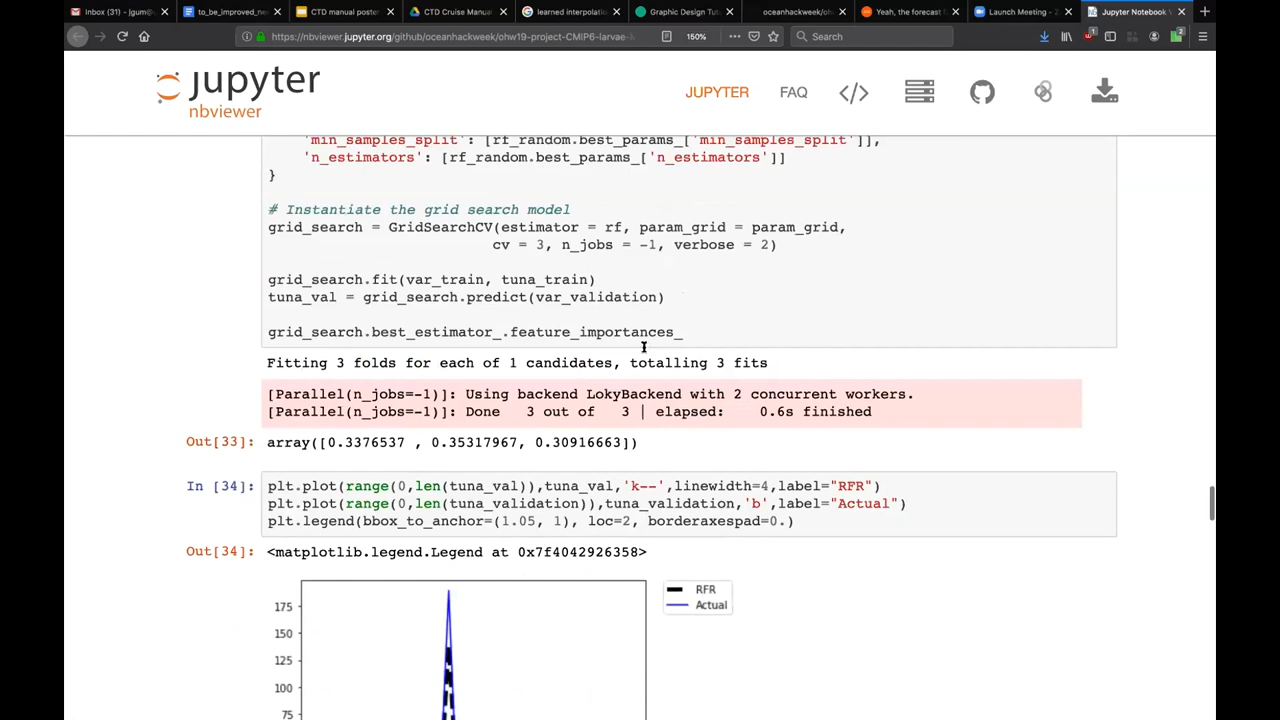 Inbox (31) - jgum@
to_be_improved_ne
CTD manual poster
CTD Cruise Manual
learned interpolatio
Graphic Design Tut
oceanhackweek/oh
Yeah, the forecast f
Launch Meeting - Z
Jupyter Notebook V
https://nbviewer.jupyter.org/github/oceanhackweek/ohw19-project-CMIP6-larvae-
150%
Search
jupyter
nbviewer
JUPYTER
FAQ
'min_samples_split': [rf_random.best_params_['min_samples_split']],
'n_estimators': [rf_random.best_params_['n_estimators']]
}
# Instantiate the grid search model
grid_search = GridSearchCV(estimator = rf, param_grid = param_grid,
cv = 3, n_jobs = -1, verbose = 2)
grid_search.fit(var_train, tuna_train)
tuna_val = grid_search.predict(var_validation)
grid_search.best_estimator_.feature_importances_
Fitting 3 folds for each of 1 candidates, totalling 3 fits
[Parallel(n_jobs=-1)]: Using backend LokyBackend with 2 concurrent workers.
[Parallel(n_jobs=-1)]: Done 3 out of 3 | elapsed: 0.6s finished
Out[33]: array([0.3376537 , 0.35317967, 0.30916663])
In [34]: plt.plot(range(0,len(tuna_val)),tuna_val,'k--',linewidth=4,label="RFR")
plt.plot(range(0,len(tuna_validation)),tuna_validation,'b',label="Actual")
plt.legend(bbox_to_anchor=(1.05, 1), loc=2, borderaxespad=0.)
Out[34]: <matplotlib.legend.Legend at 0x7f4042926358>
RFR
Actual
175
150
125
100
75